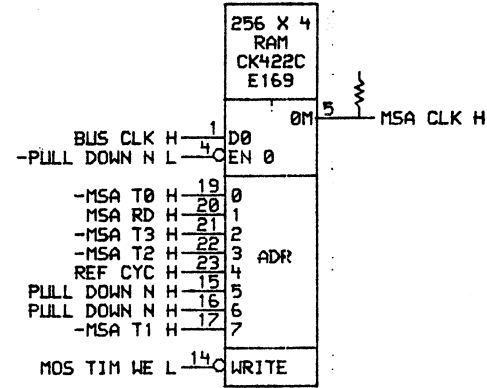 256 X 4
RAM
CK422C
E169
0M 5 MSA CLK H
BUS CLK H 1 D0
-PULL DOWN N L 4 EN 0
-MSA T0 H 19 0
MSA RD H 20 1
-MSA T3 H 21 2
-MSA T2 H 22 3
ADR
REF CYC H 23 4
PULL DOWN N H 15 5
PULL DOWN N H 16 6
-MSA T1 H 17 7
MOS TIM WE L 14 WRITE